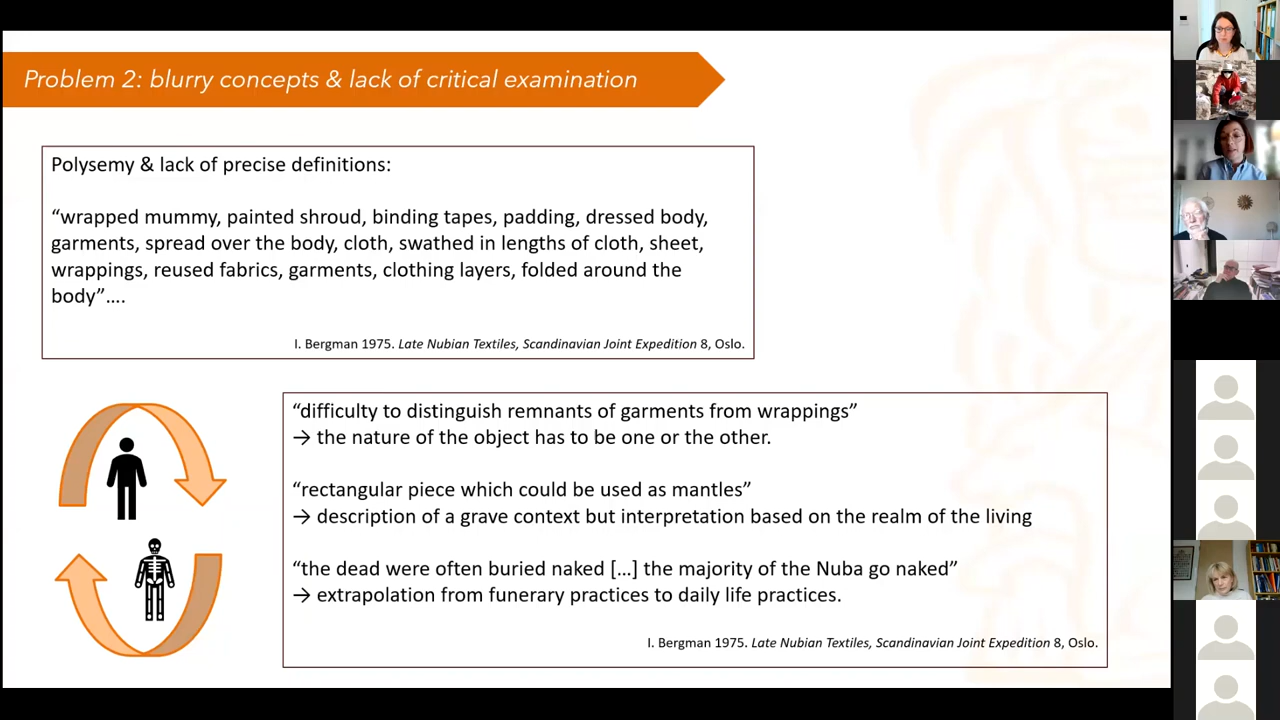 Problem 2: blurry concepts & lack of critical examination
Polysemy & lack of precise definitions:
“wrapped mummy, painted shroud, binding tapes, padding, dressed body,
garments, spread over the body, cloth, swathed in lengths of cloth, sheet,
wrappings, reused fabrics, garments, clothing layers, folded around the
body”….
I. Bergman 1975. Late Nubian Textiles, Scandinavian Joint Expedition 8, Oslo.
“difficulty to distinguish remnants of garments from wrappings”
→ the nature of the object has to be one or the other.
“rectangular piece which could be used as mantles”
→ description of a grave context but interpretation based on the realm of the living
“the dead were often buried naked […] the majority of the Nuba go naked”
→ extrapolation from funerary practices to daily life practices.
I. Bergman 1975. Late Nubian Textiles, Scandinavian Joint Expedition 8, Oslo.